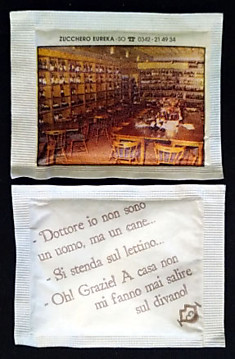 ZUCCHERO EUREKA - SO ☎ 0342 - 21 49 34
- Dottore io non sono
un uomo, ma un cane...
- Si stenda sul lettino...
- Oh! Grazie! A casa non
mi fanno mai salire
sul divano!